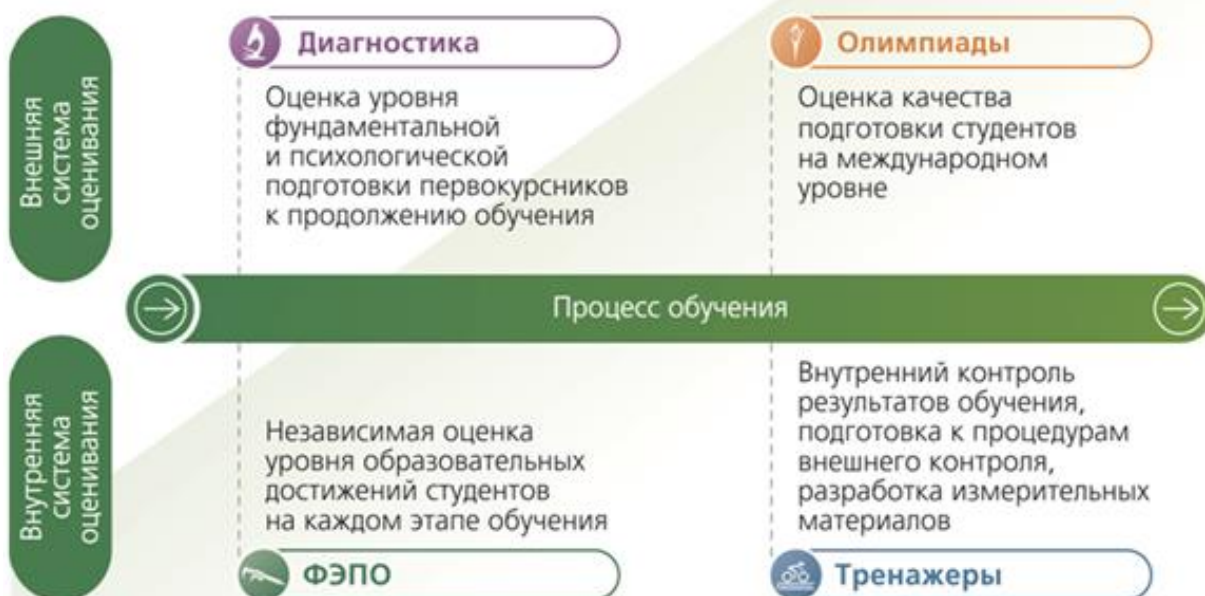 Внешняя
система
оценивания
Диагностика
Оценка уровня
фундаментальной
и психологической
подготовки первокурсников
к продолжению обучения
Олимпиады
Оценка качества
подготовки студентов
на международном
уровне
Процесс обучения
Внутренняя
система
оценивания
Независимая оценка
уровня образовательных
достижений студентов
на каждом этапе обучения
ФЭПО
Внутренний контроль
результатов обучения,
подготовка к процедурам
внешнего контроля,
разработка измерительных
материалов
Тренажеры